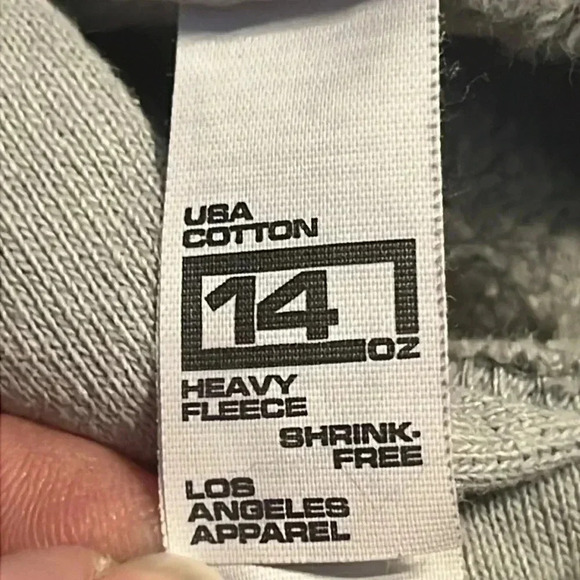 USA
COTTON
14
OZ
HEAVY
FLEECE
SHRINK-
FREE
LOS
ANGELES
APPAREL